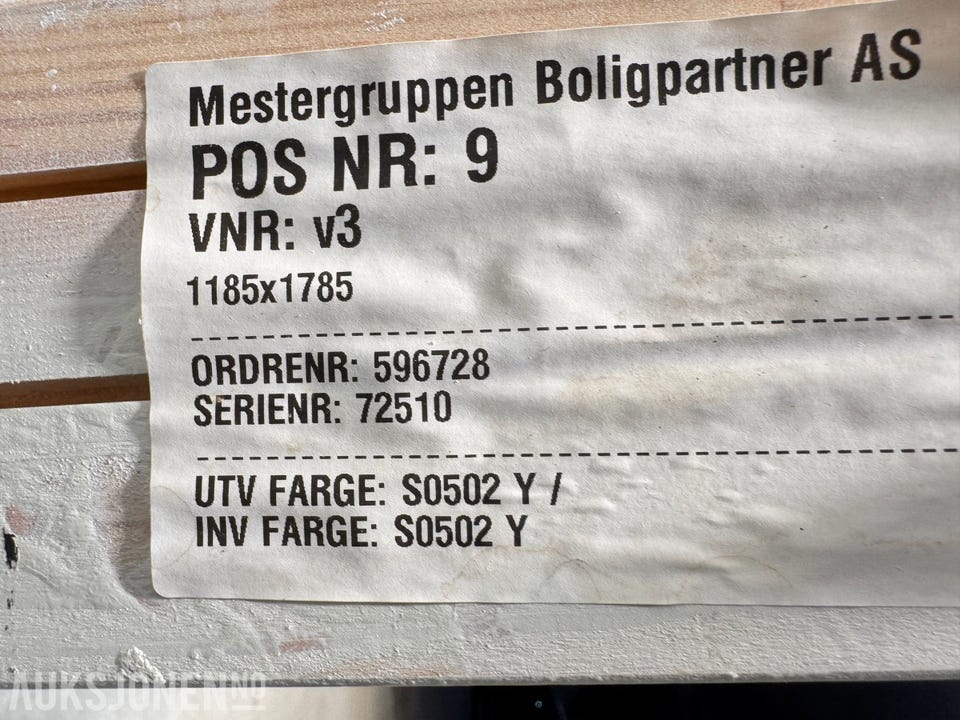 Mestergruppen Boligpartner AS
POS NR: 9
VNR: v3
1185x1785
ORDRENR: 596728
SERIENR: 72510
UTV FARGE: S0502 Y /
INV FARGE: S0502 Y
AUKSJONEN.NO